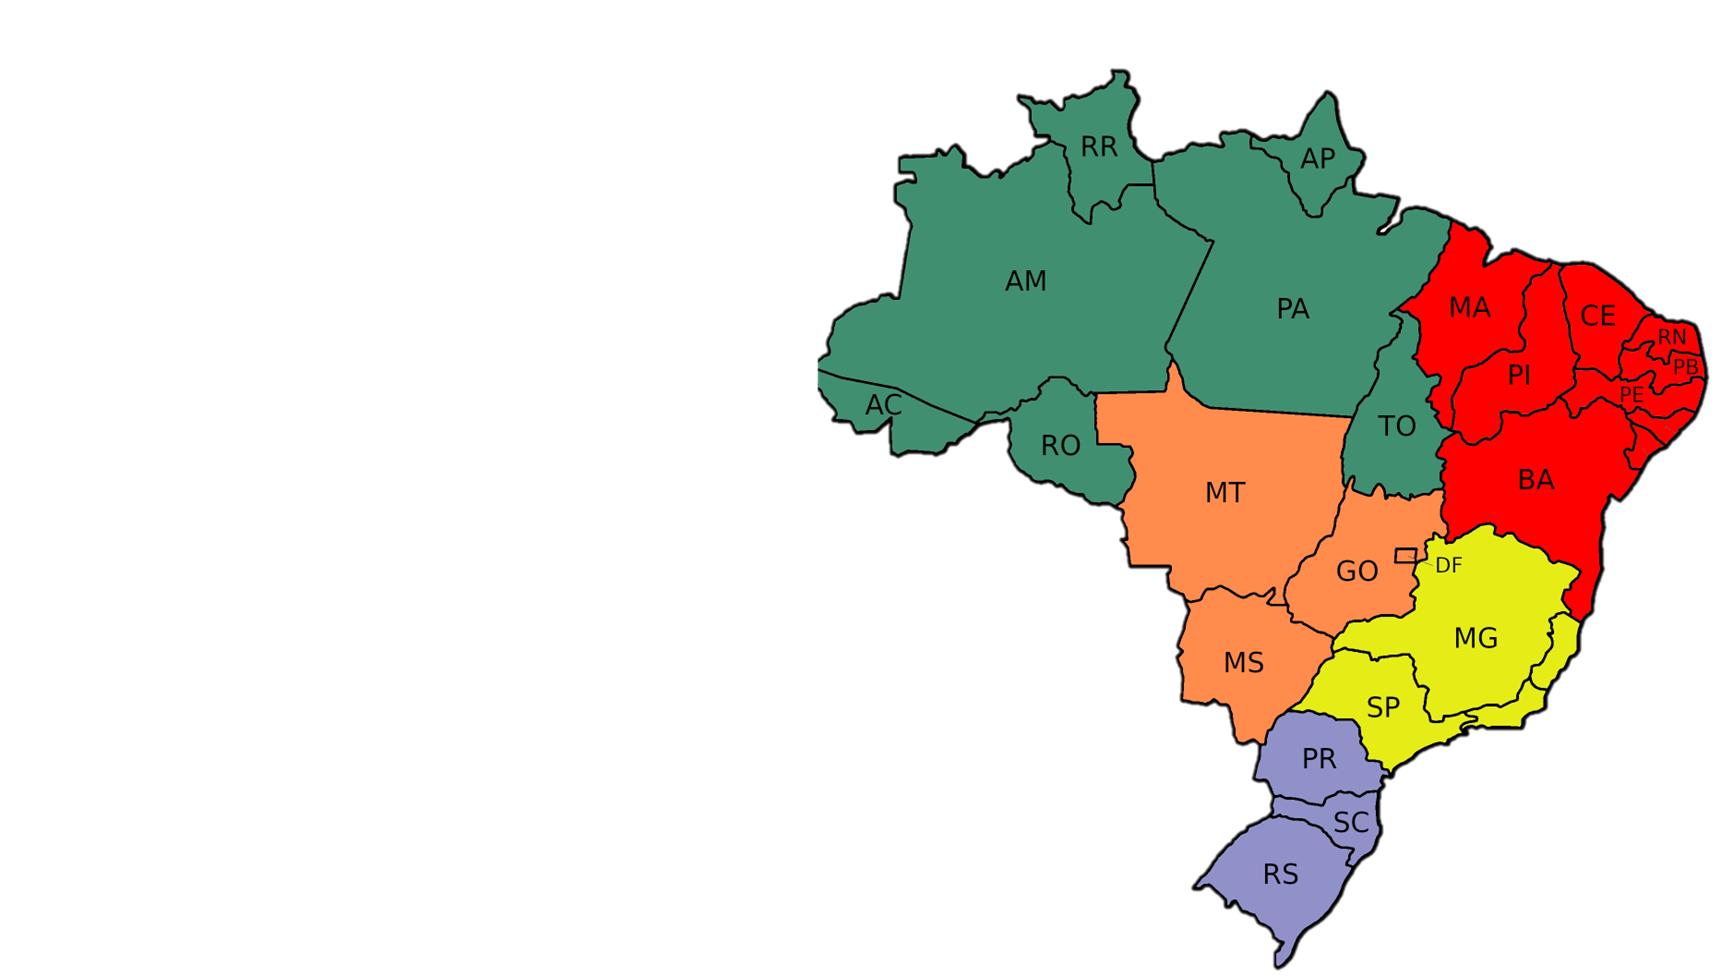 RR
AP
AM
PA
MA
CE
RN
PB
PI
PE
AC
TO
RO
BA
MT
DF
GO
MG
MS
SP
PR
SC
RS